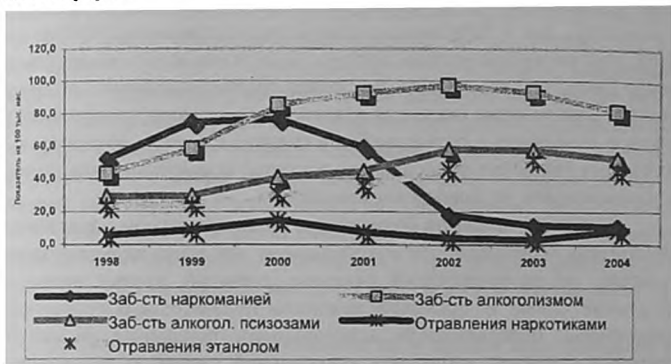 120,0
100,0
80,0
60,0
40,0
20,0
0,0
Показатель на 100 тыс. нас.
1998 1999 2000 2001 2002 2003 2004
Заб-сть наркоманией Заб-сть алкоголизмом
Заб-сть алкогол. псизозами Отравления наркотиками
Отравления этанолом